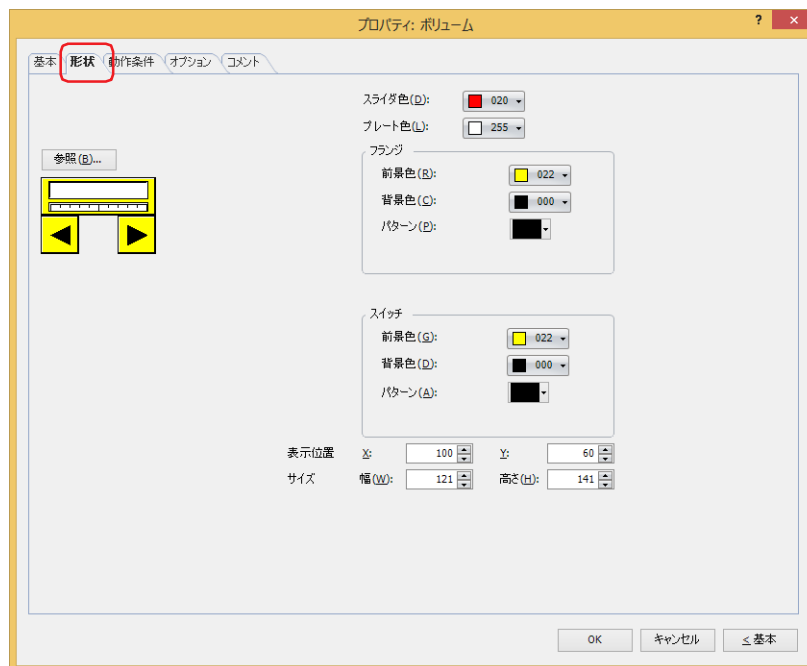 プロパティ: ボリューム
? ×
基本 形状 動作条件 オプション コメント
スライダ色(D): 020
プレート色(L): 255
参照(B)...
フランジ
前景色(R): 022
背景色(C): 000
パターン(P):
スイッチ
前景色(G): 022
背景色(D): 000
パターン(A):
表示位置 X: 100 Y: 60
サイズ 幅(W): 121 高さ(H): 141
OK キャンセル < 基本